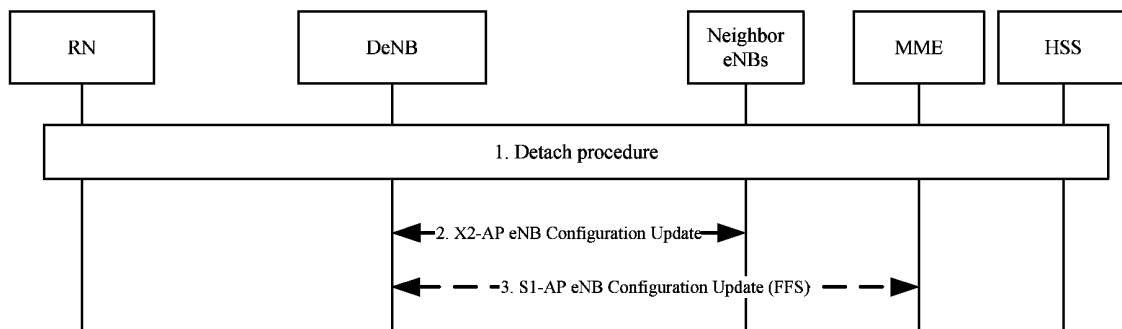 RN
DeNB
Neighbor
eNBs
MME
HSS
1. Detach procedure
2. X2-AP eNB Configuration Update
3. S1-AP eNB Configuration Update (FFS)